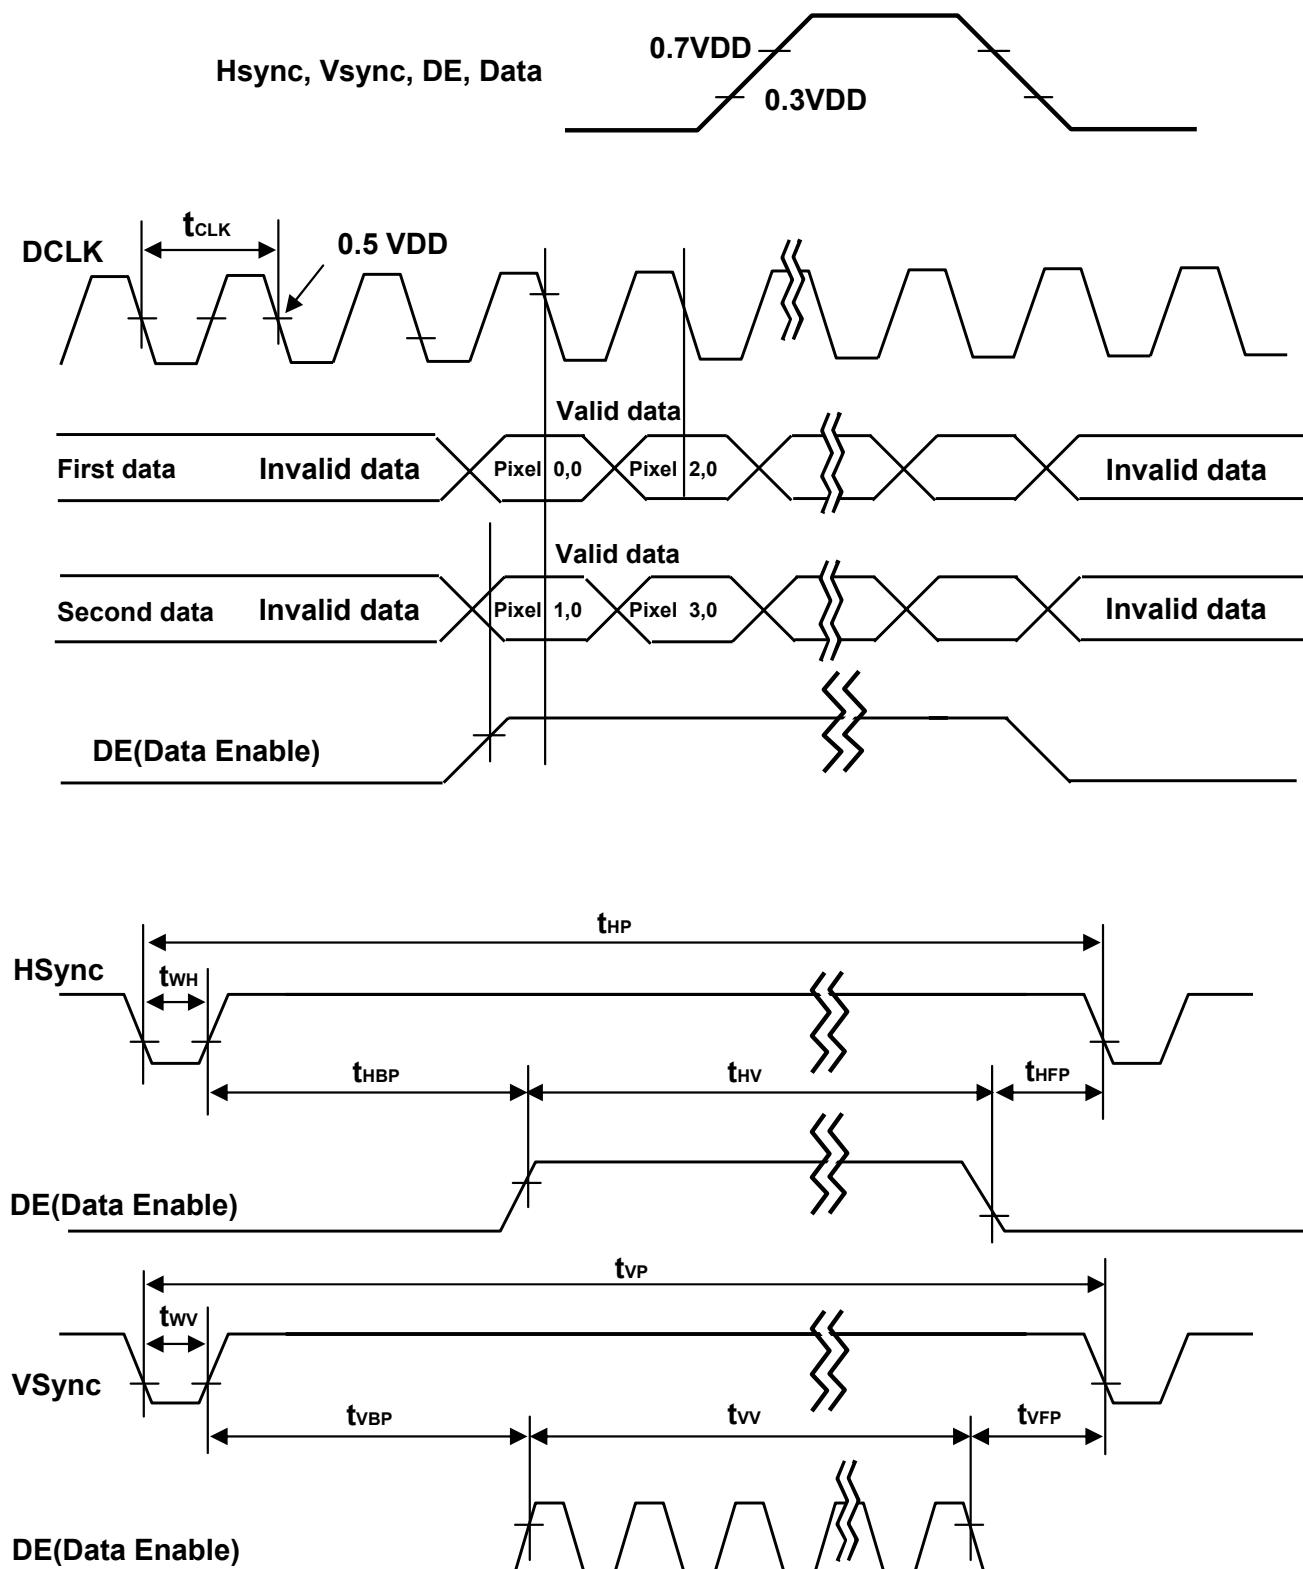 0.7VDD
Hsync, Vsync, DE, Data
0.3VDD
tCLK
0.5 VDD
DCLK
Valid data
First data Invalid data Pixel 0,0 Pixel 2,0 Invalid data
Valid data
Second data Invalid data Pixel 1,0 Pixel 3,0 Invalid data
DE(Data Enable)
tHP
HSync
tWH
tHBP tHV tHFP
DE(Data Enable)
tVP
tWV
VSync
tVBP tVV tVFP
DE(Data Enable)